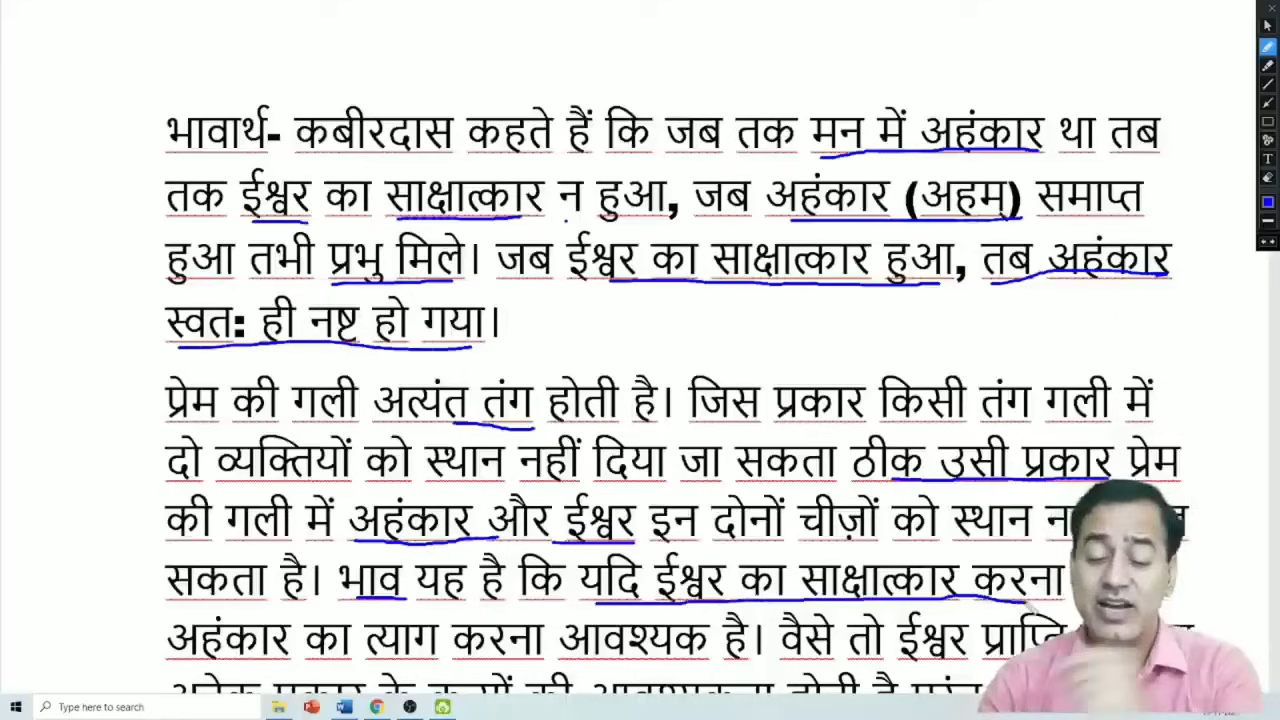 भावार्थ- कबीरदास कहते हैं कि जब तक मन में अहंकार था तब
तक ईश्वर का साक्षात्कार न हुआ, जब अहंकार (अहम्) समाप्त
हुआ तभी प्रभु मिले। जब ईश्वर का साक्षात्कार हुआ, तब अहंकार
स्वत: ही नष्ट हो गया।
प्रेम की गली अत्यंत तंग होती है। जिस प्रकार किसी तंग गली में
दो व्यक्तियों को स्थान नहीं दिया जा सकता ठीक उसी प्रकार प्रेम
की गली में अहंकार और ईश्वर इन दोनों चीज़ों को स्थान
सकता है। भाव यह है कि यदि ईश्वर का साक्षात्कार करना
अहंकार का त्याग करना आवश्यक है। वैसे तो ईश्वर
Type here to search